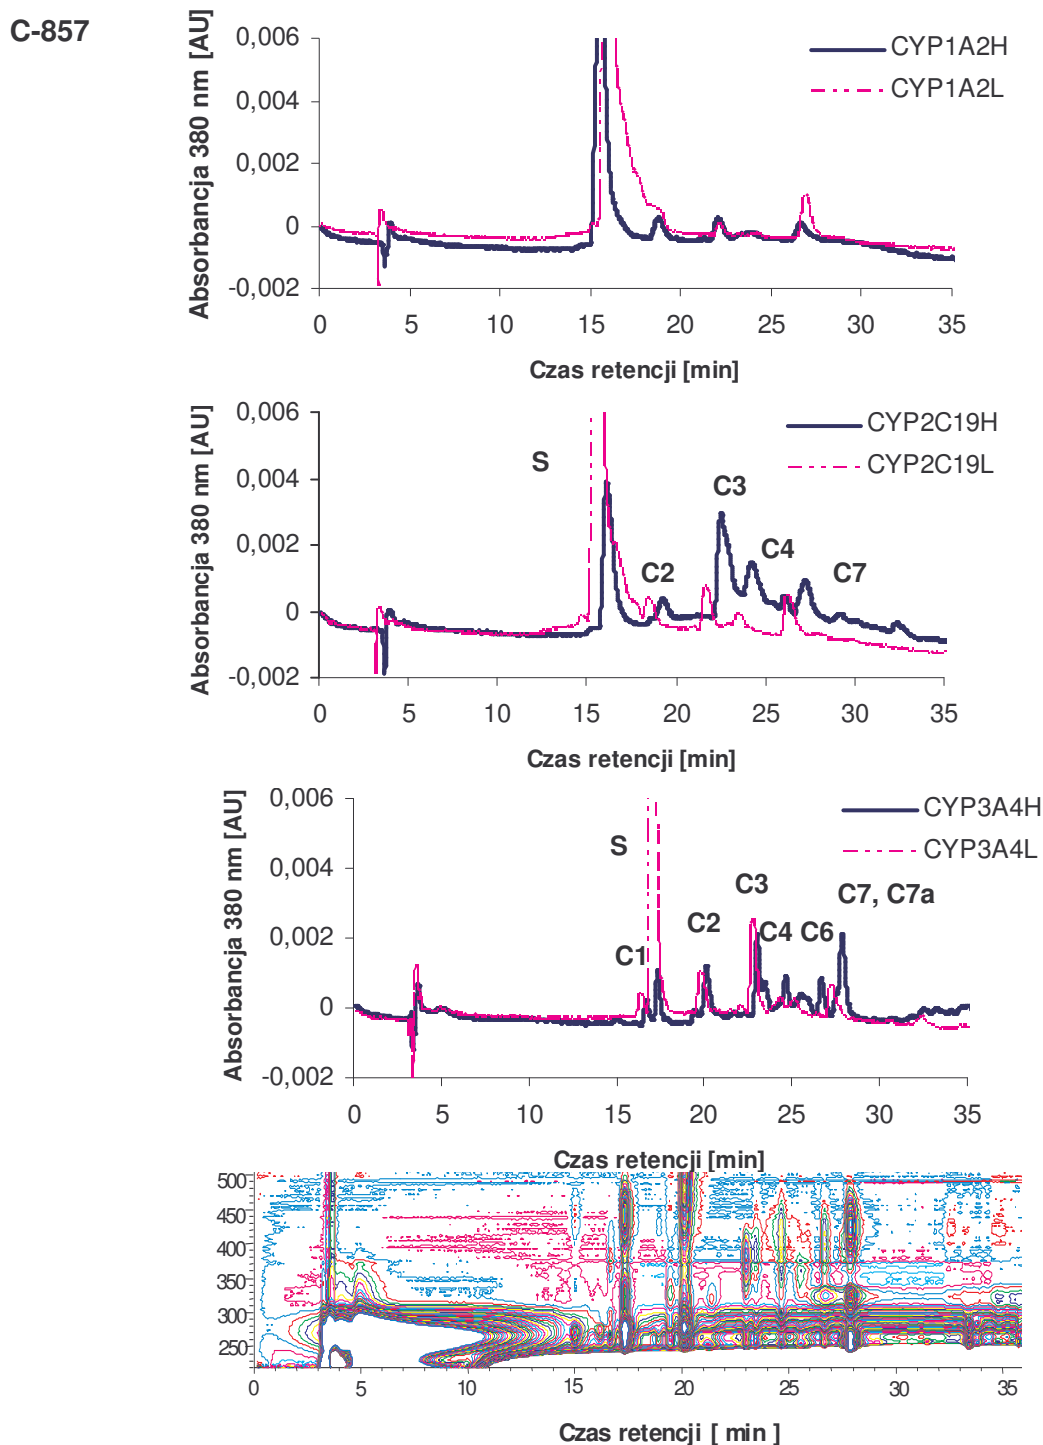 C-857
Absorbancja 380 nm [AU]
0,006
0,004
0,002
0
-0,002
CYP1A2H
CYP1A2L
0 5 10 15 20 25 30 35
Czas retencji [min]
Absorbancja 380 nm [AU]
0,006
0,004
0,002
0
-0,002
CYP2C19H
CYP2C19L
S
C3
C2
C4
C7
0 5 10 15 20 25 30 35
Czas retencji [min]
Absorbancja 380 nm [AU]
0,006
0,004
0,002
0
-0,002
CYP3A4H
CYP3A4L
S
C3
C7, C7a
C2
C4 C6
C1
0 5 10 15 20 25 30 35
Czas retencji [min]
500
450
400
350
300
250
0 5 10 15 20 25 30 35
Czas retencji [ min ]